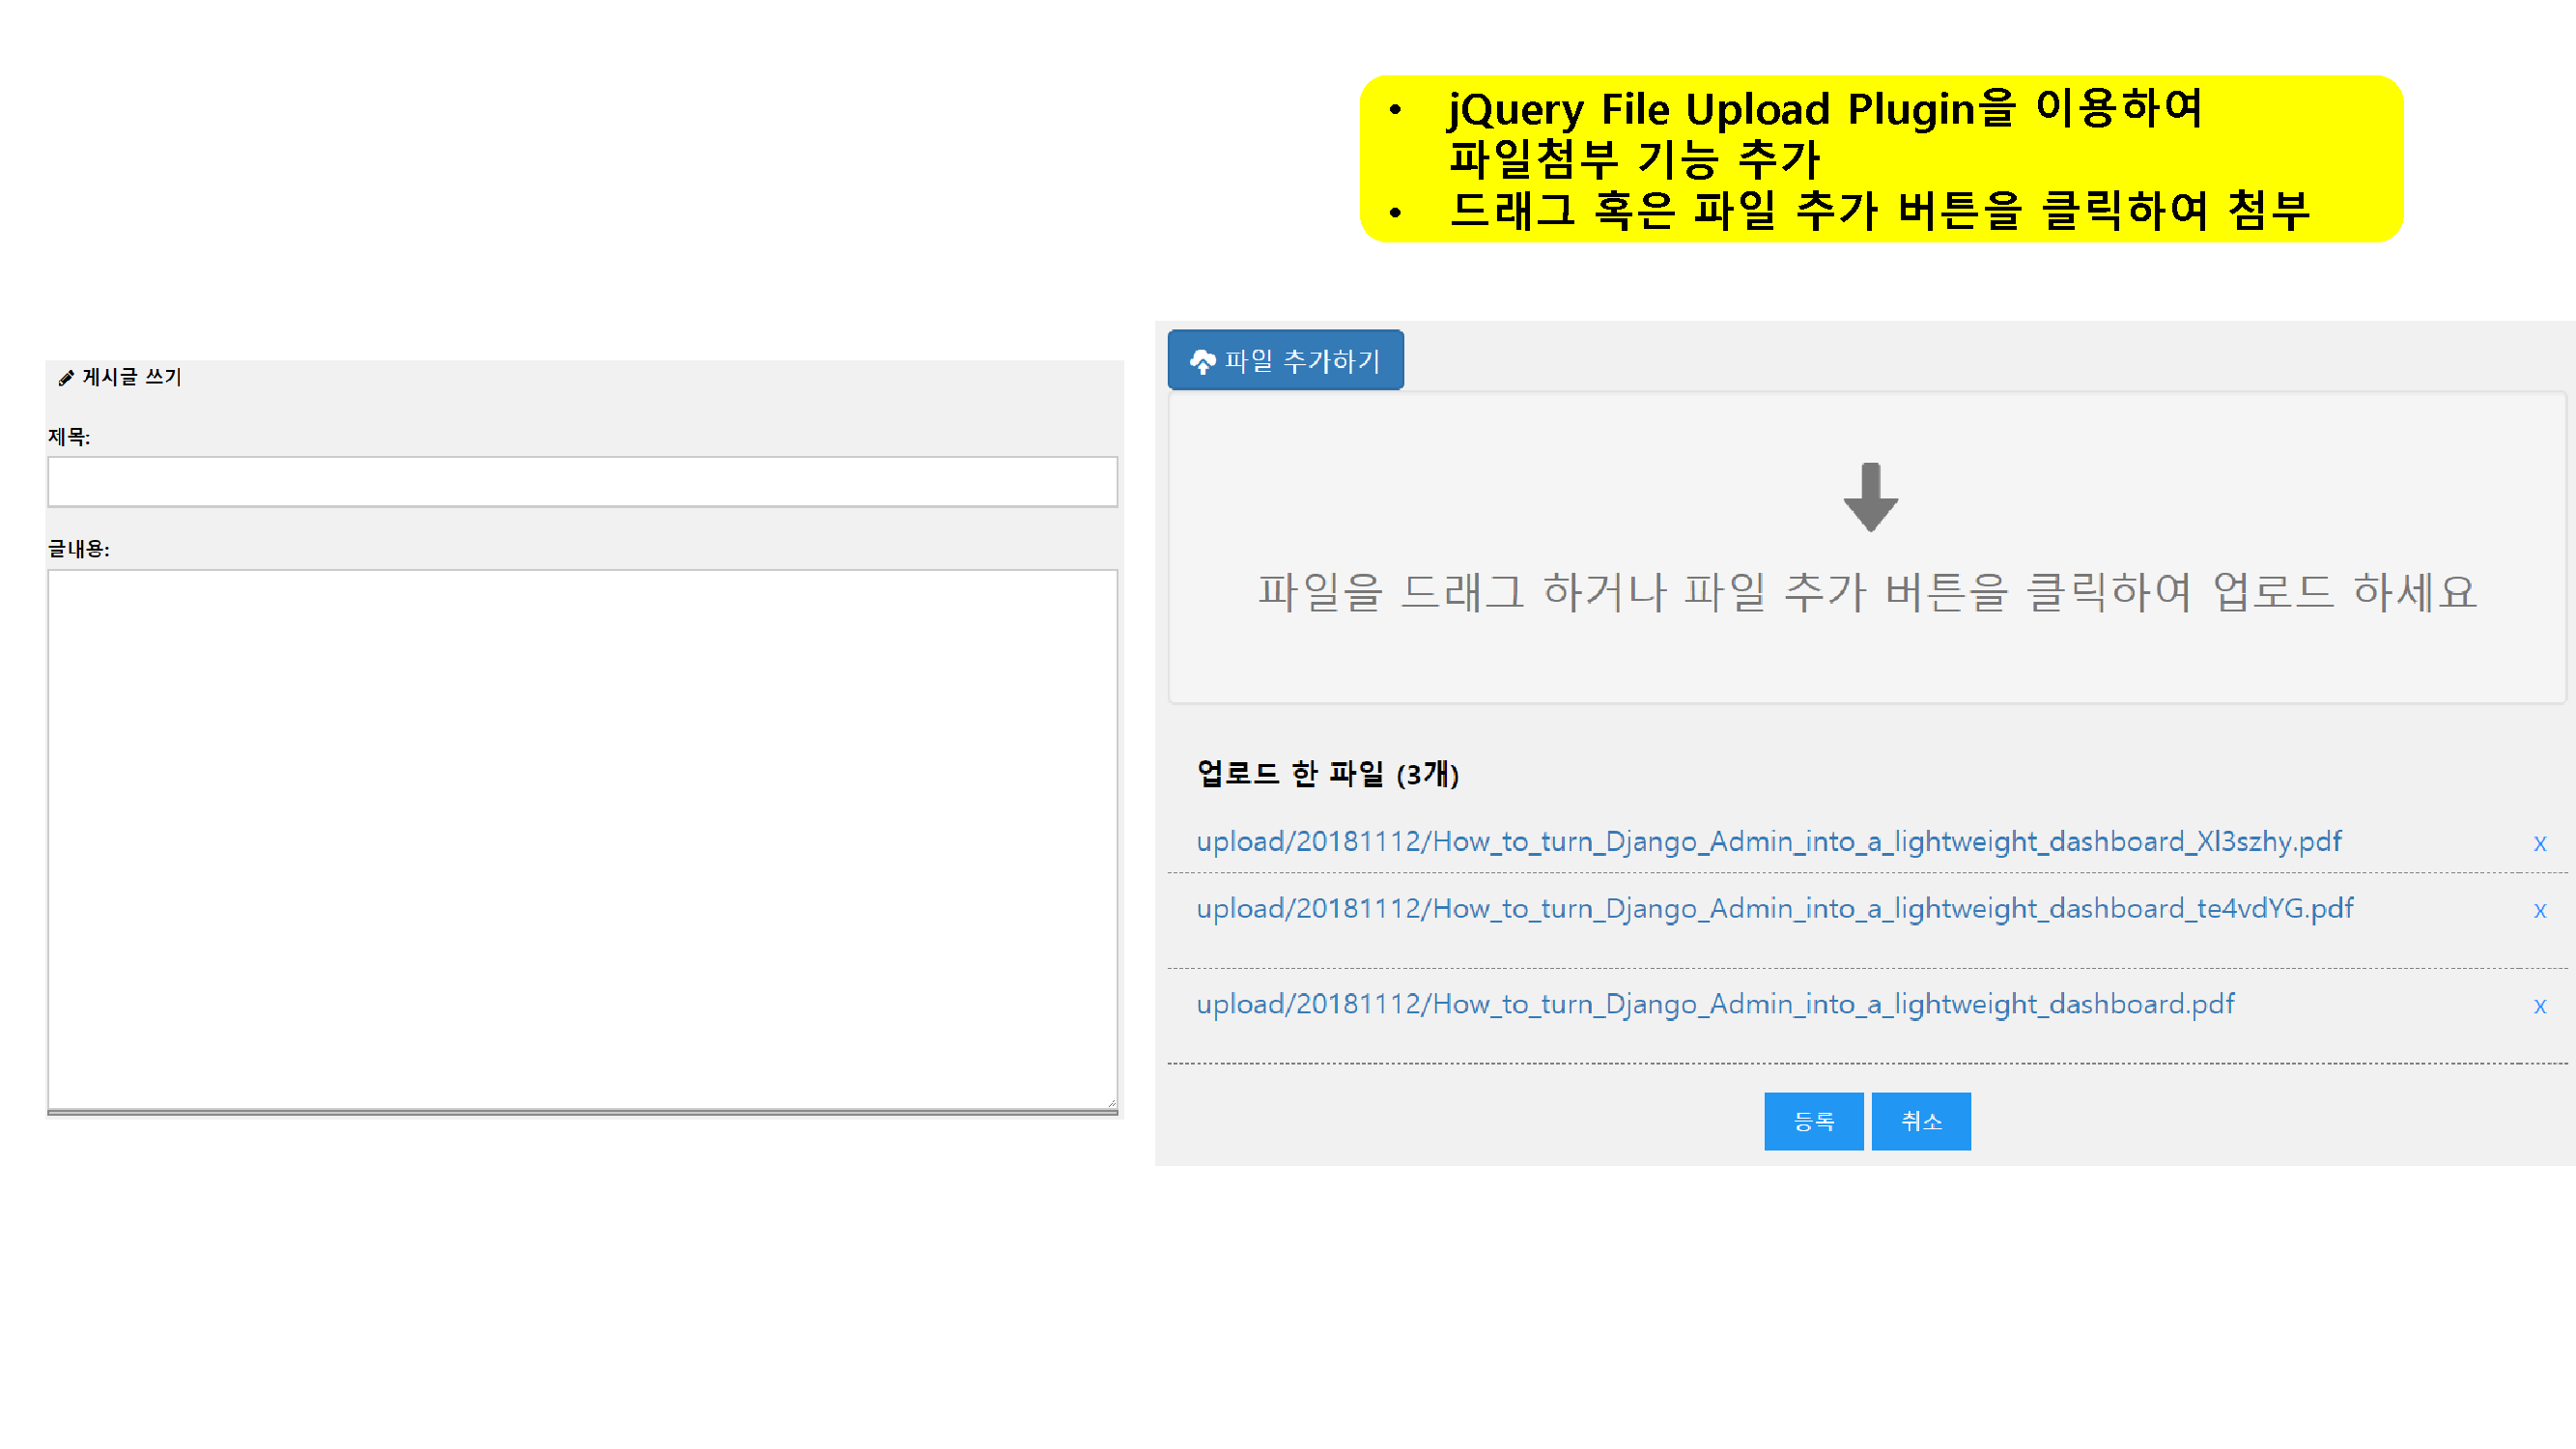 • jQuery File Upload Plugin을 이용하여
파일첨부 기능 추가
• 드래그 혹은 파일 추가 버튼을 클릭하여 첨부
게시글 쓰기
제목:
글내용:
파일 추가하기
파일을 드래그 하거나 파일 추가 버튼을 클릭하여 업로드 하세요
업로드 한 파일 (3개)
upload/20181112/How_to_turn_Django_Admin_into_a_lightweight_dashboard_Xl3szhy.pdf x
upload/20181112/How_to_turn_Django_Admin_into_a_lightweight_dashboard_te4vdYG.pdf x
upload/20181112/How_to_turn_Django_Admin_into_a_lightweight_dashboard.pdf x
등록 취소